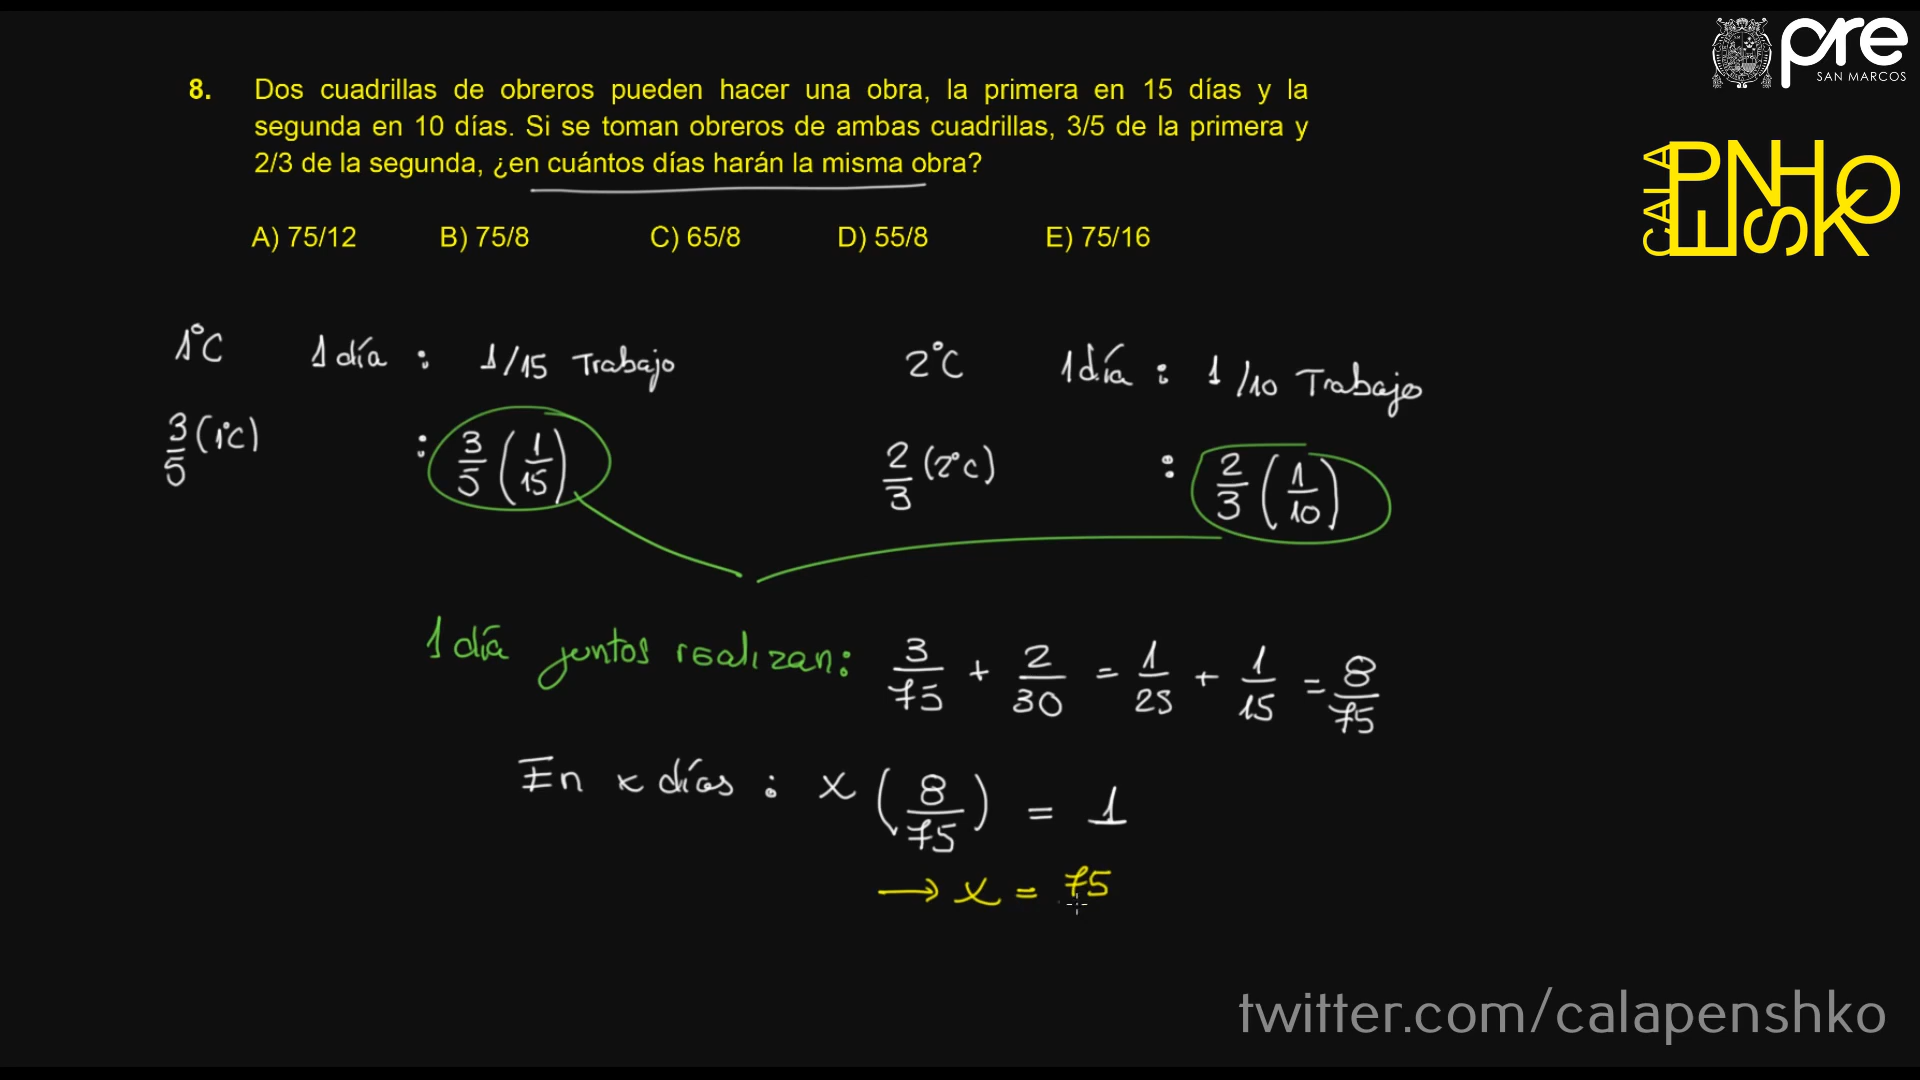 pre
SAN MARCOS
CALA
PENSHKO
8. Dos cuadrillas de obreros pueden hacer una obra, la primera en 15 días y la
segunda en 10 días. Si se toman obreros de ambas cuadrillas, 3/5 de la primera y
2/3 de la segunda, ¿en cuántos días harán la misma obra?
A) 75/12 B) 75/8 C) 65/8 D) 55/8 E) 75/16
1°C 1 día : 1/15 Trabajo 2°C 1 día : 1/10 Trabajo
3/5 (1°C) : 3/5 (1/15) 2/3 (2°C) : 2/3 (1/10)
1 día juntos realizan: 3/75 + 2/30 = 1/25 + 1/15 = 8/75
En x días : x (8/75) = 1
→ x = 75
twitter.com/calapenshko